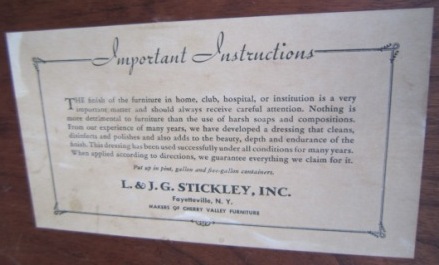 Important Instructions
THE finish of the furniture in home, club, hospital, or institution is a very
important matter and should always receive careful attention. Nothing is
more detrimental to furniture than the use of harsh soaps and compositions.
From our experience of many years, we have developed a dressing that cleans,
disinfects and polishes and also adds to the beauty, depth and endurance of the
finish. This dressing has been used successfully under all conditions for many years.
When applied according to directions, we guarantee everything we claim for it.
Put up in pint, gallon and five-gallon containers.
L. & J. G. STICKLEY, INC.
Fayetteville, N. Y.
MAKERS OF CHERRY VALLEY FURNITURE